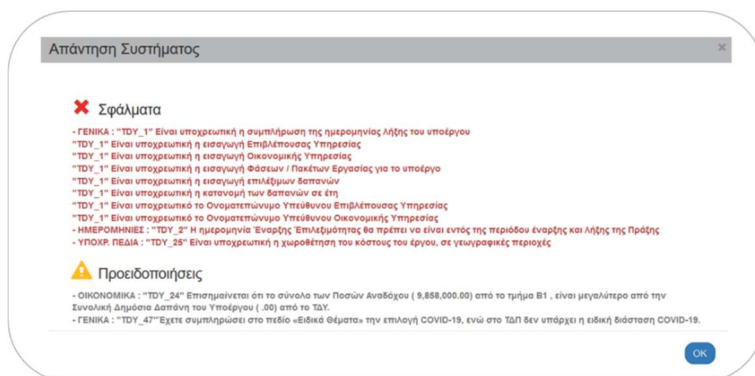 Απάντηση Συστήματος
×
Σφάλματα
- ΓΕΝΙΚΑ : "TDY_1" Είναι υποχρεωτική η συμπλήρωση της ημερομηνίας λήξης του υποέργου
"TDY_1" Είναι υποχρεωτική η εισαγωγή Επιβλέπουσας Υπηρεσίας
"TDY_1" Είναι υποχρεωτική η εισαγωγή Οικονομικής Υπηρεσίας
"TDY_1" Είναι υποχρεωτική η εισαγωγή Φάσεων / Πακέτων Εργασίας για το υποέργο
"TDY_1" Είναι υποχρεωτική η εισαγωγή επιλέξιμων δαπανών
"TDY_1" Είναι υποχρεωτική η κατανομή των δαπανών σε έτη
"TDY_1" Είναι υποχρεωτικό το Ονοματεπώνυμο Υπεύθυνου Επιβλέπουσας Υπηρεσίας
"TDY_1" Είναι υποχρεωτικό το Ονοματεπώνυμο Υπεύθυνου Οικονομικής Υπηρεσίας
- ΗΜΕΡΟΜΗΝΙΕΣ : "TDY_2" Η ημερομηνία Έναρξης Έπιλεξιμότητας θα πρέπει να είναι εντός της περιόδου έναρξης και Λήξης της Πράξης
- ΥΠΟΧΡ. ΠΕΔΙΑ : "TDY_25" Είναι υποχρεωτική η χωροθέτηση του κόστους του έργου, σε γεωγραφικές περιοχές
Προειδοποιήσεις
- ΟΙΚΟΝΟΜΙΚΑ : "TDY_24" Επισημαίνεται ότι το σύνολο των Ποσών Αναδόχου ( 9,858,000.00) από το τμήμα Β1 , είναι μεγαλύτερο από την
Συνολική Δημόσια Δαπάνη του Υποέργου ( .00) από το ΤΔΥ.
- ΓΕΝΙΚΑ : "TDY_47"Έχετε συμπληρώσει στο πεδίο «Ειδικά Θέματα» την επιλογή COVID-19, ενώ στο ΤΔΠ δεν υπάρχει η ειδική διάσταση COVID-19.
OK